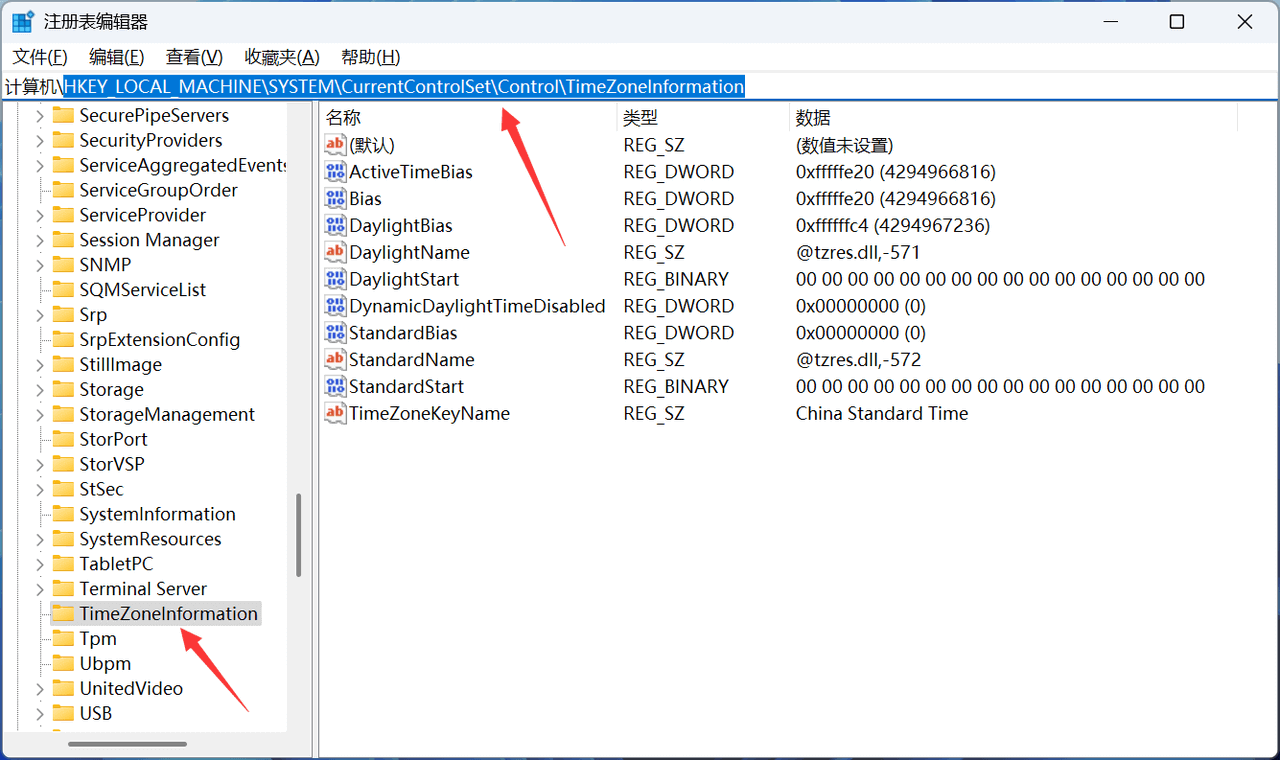 注册表编辑器
文件(F) 编辑(E) 查看(V) 收藏夹(A) 帮助(H)
计算机\HKEY_LOCAL_MACHINE\SYSTEM\CurrentControlSet\Control\TimeZoneInformation
SecurePipeServers
SecurityProviders
ServiceAggregatedEvents
ServiceGroupOrder
ServiceProvider
Session Manager
SNMP
SQMServiceList
Srp
SrpExtensionConfig
StillImage
Storage
StorageManagement
StorPort
StorVSP
StSec
SystemInformation
SystemResources
TabletPC
Terminal Server
TimeZoneInformation
Tpm
Ubpm
UnitedVideo
USB
名称 类型 数据
(默认) REG_SZ (数值未设置)
ActiveTimeBias REG_DWORD 0xfffffe20 (4294966816)
Bias REG_DWORD 0xfffffe20 (4294966816)
DaylightBias REG_DWORD 0xffffffc4 (4294967236)
DaylightName REG_SZ @tzres.dll,-571
DaylightStart REG_BINARY 00 00 00 00 00 00 00 00 00 00 00 00 00 00 00 00
DynamicDaylightTimeDisabled REG_DWORD 0x00000000 (0)
StandardBias REG_DWORD 0x00000000 (0)
StandardName REG_SZ @tzres.dll,-572
StandardStart REG_BINARY 00 00 00 00 00 00 00 00 00 00 00 00 00 00 00 00
TimeZoneKeyName REG_SZ China Standard Time